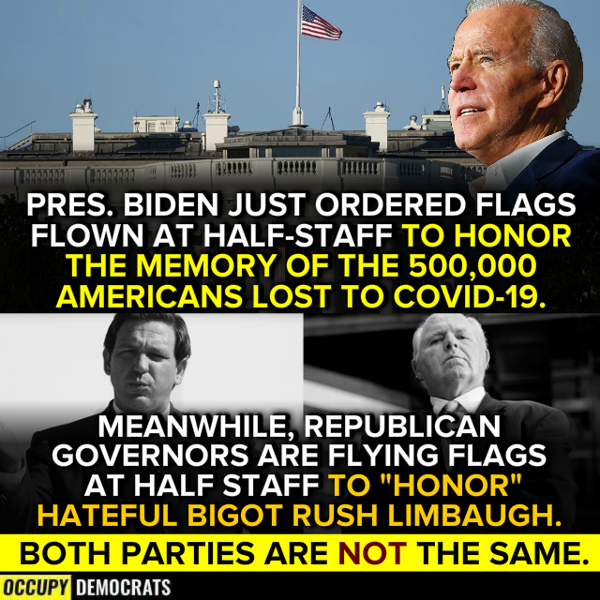 PRES. BIDEN JUST ORDERED FLAGS
FLOWN AT HALF-STAFF TO HONOR
THE MEMORY OF THE 500,000
AMERICANS LOST TO COVID-19.
MEANWHILE, REPUBLICAN
GOVERNORS ARE FLYING FLAGS
AT HALF STAFF TO "HONOR"
HATEFUL BIGOT RUSH LIMBAUGH.
BOTH PARTIES ARE NOT THE SAME.
OCCUPY DEMOCRATS